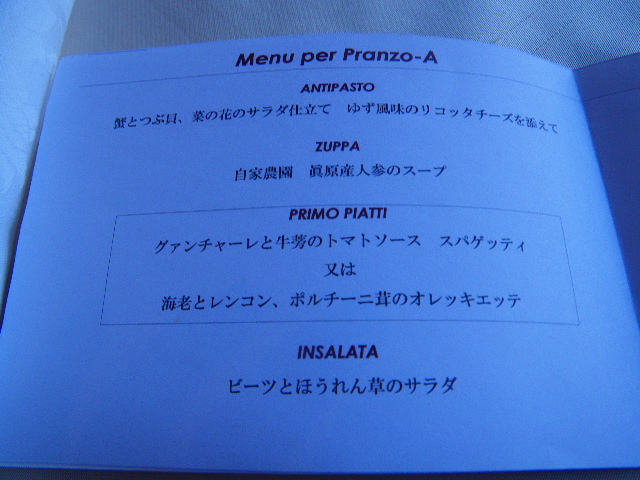 Menu per Pranzo-A
ANTIPASTO
蟹とつぶ貝、菜の花のサラダ仕立て　ゆず風味のリコッタチーズを添えて
ZUPPA
自家農園　眞原産人参のスープ
PRIMO PIATTI
グァンチャーレと牛蒡のトマトソース　スパゲッティ
又は
海老とレンコン、ポルチーニ茸のオレッキエッテ
INSALATA
ビーツとほうれん草のサラダ